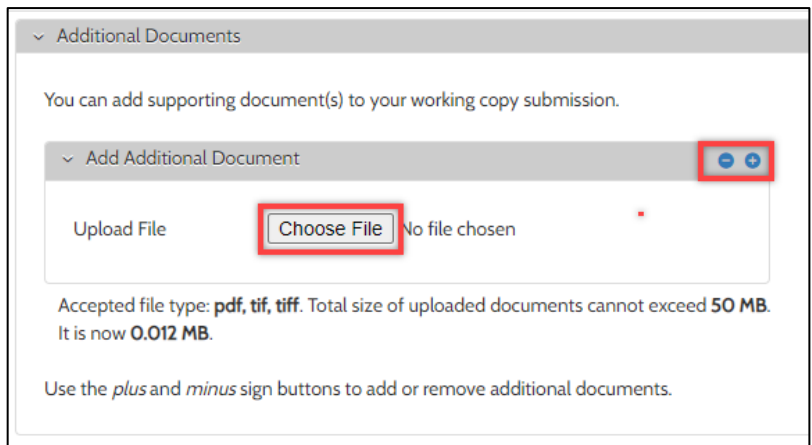 Additional Documents
You can add supporting document(s) to your working copy submission.
Add Additional Document
Upload File Choose File No file chosen
Accepted file type: pdf, tif, tiff. Total size of uploaded documents cannot exceed 50 MB.
It is now 0.012 MB.
Use the plus and minus sign buttons to add or remove additional documents.